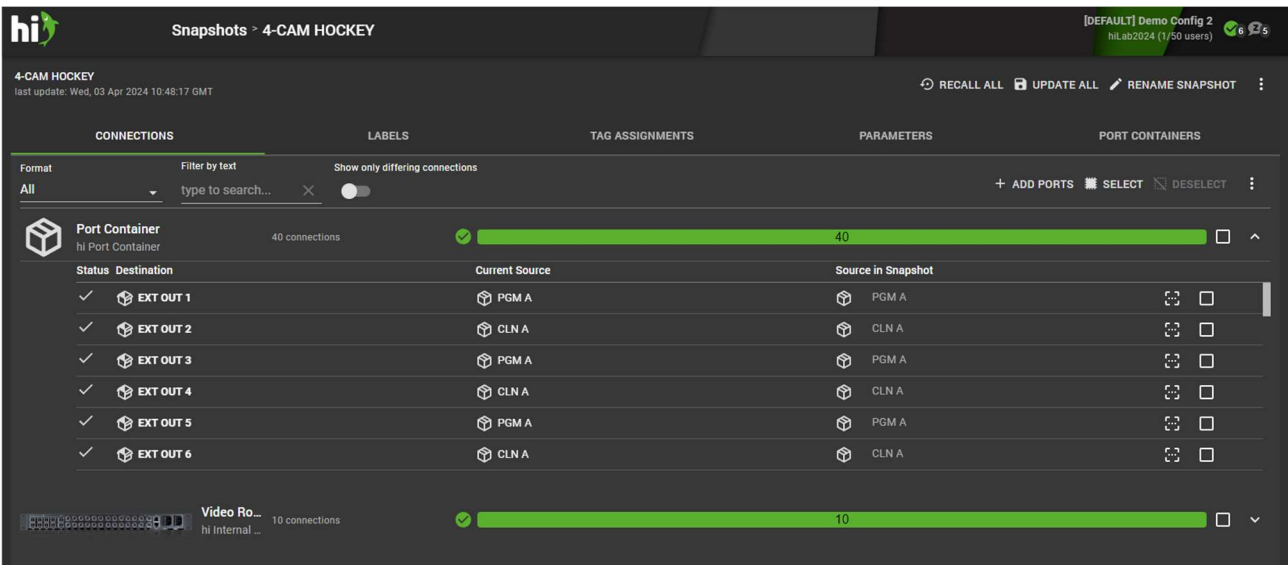 hi
Snapshots > 4-CAM HOCKEY
[DEFAULT] Demo Config 2
hiLab2024 (1/50 users)
6 5
4-CAM HOCKEY
last update: Wed, 03 Apr 2024 10:48:17 GMT
RECALL ALL UPDATE ALL RENAME SNAPSHOT
CONNECTIONS LABELS TAG ASSIGNMENTS PARAMETERS PORT CONTAINERS
Format Filter by text Show only differing connections
All type to search...
+ ADD PORTS SELECT DESELECT
Port Container
hi Port Container
40 connections 40
Status Destination Current Source Source in Snapshot
EXT OUT 1 PGM A PGM A
EXT OUT 2 CLN A CLN A
EXT OUT 3 PGM A PGM A
EXT OUT 4 CLN A CLN A
EXT OUT 5 PGM A PGM A
EXT OUT 6 CLN A CLN A
Video Ro...
hi Internal ...
10 connections 10